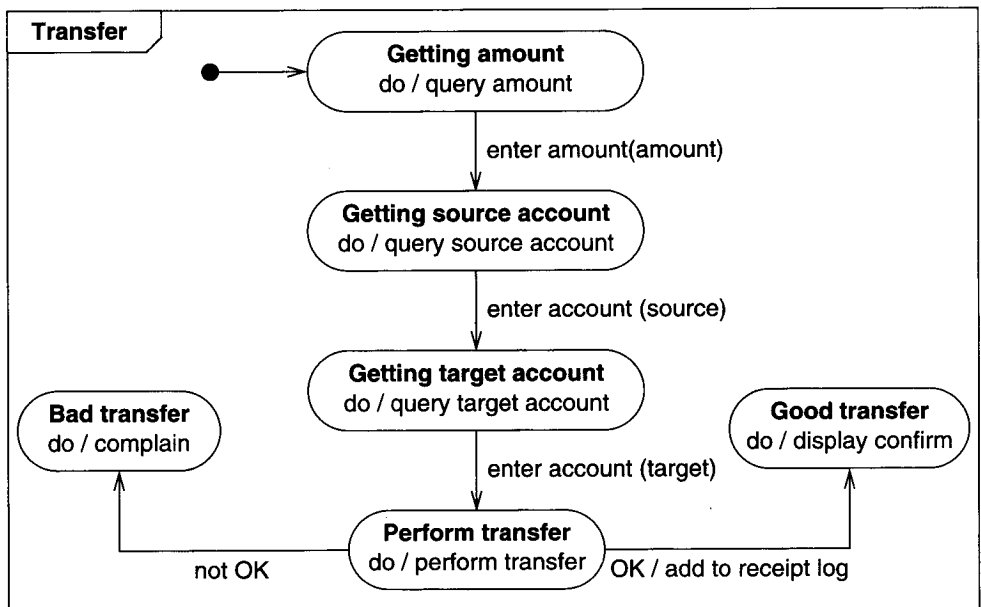 Transfer
Getting amount
do / query amount
enter amount(amount)
Getting source account
do / query source account
enter account (source)
Getting target account
do / query target account
Bad transfer
do / complain
Good transfer
do / display confirm
enter account (target)
Perform transfer
do / perform transfer
not OK
OK / add to receipt log